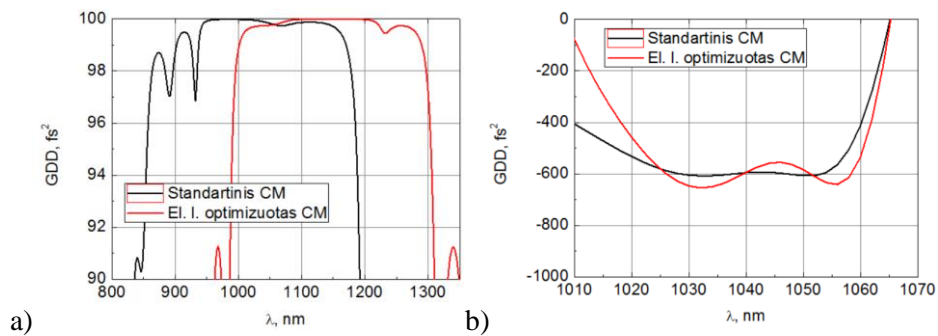 100
98
96
94
92
91
90
GDD, fs²
Standartinis CM
El. l. optimizuotas CM
800
900
1000
1100
1200
1300
λ, nm
a)
0
-200
-400
-600
-800
-1000
GDD, fs²
Standartinis CM
El. l. optimizuotas CM
1010
1020
1030
1040
1050
1060
1070
λ, nm
b)